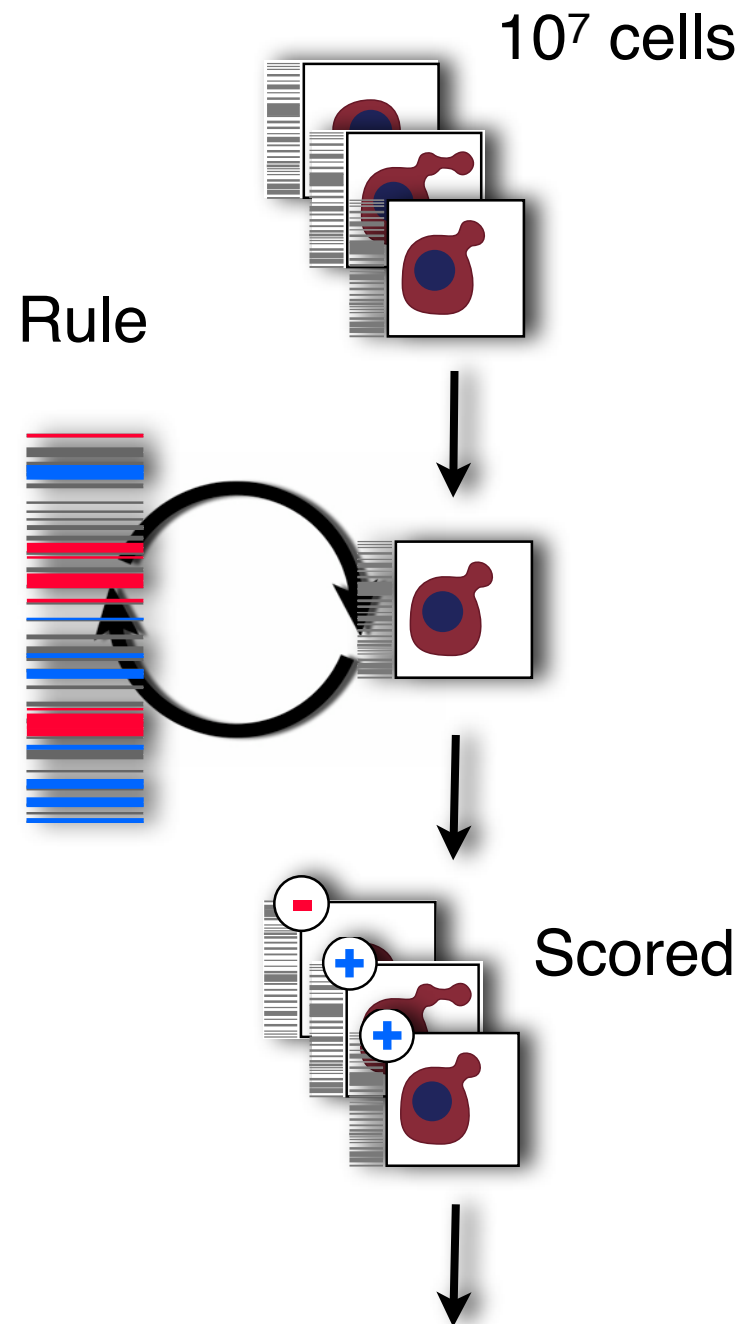 10⁷ cells
Rule
-
+
+
Scored